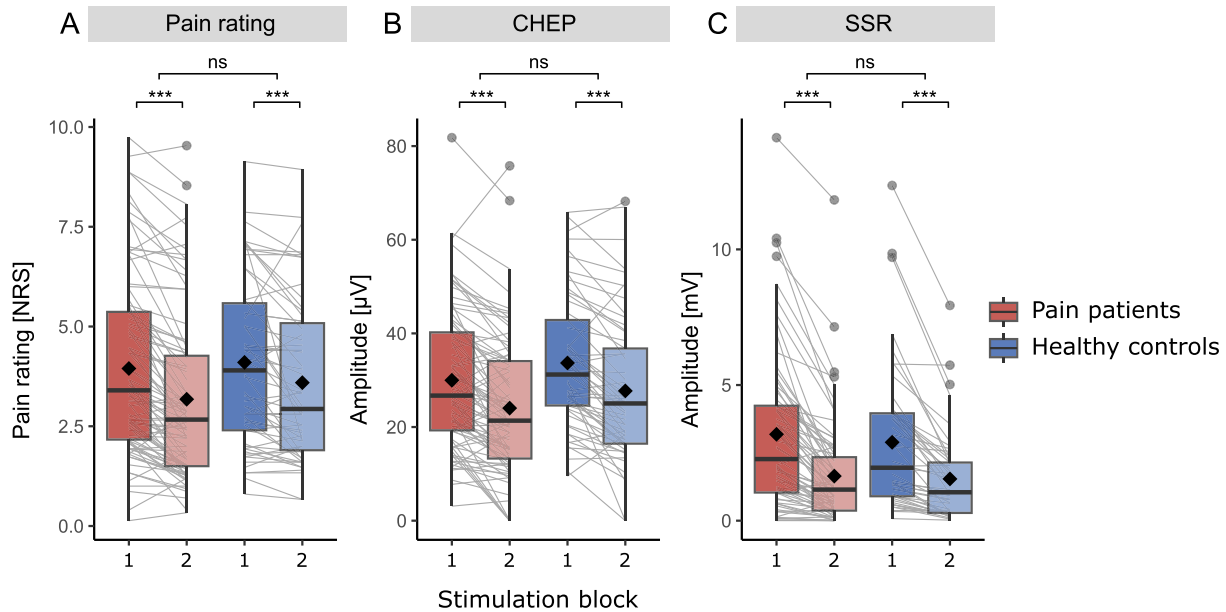 A Pain rating B CHEP C SSR
ns ns ns
*** *** *** *** *** ***
Pain rating [NRS]
10.0
7.5
5.0
2.5
0.0
1 2 1 2
Amplitude [µV]
80
60
40
20
0
1 2 1 2
Amplitude [mV]
10
5
0
1 2 1 2
Pain patients
Healthy controls
Stimulation block